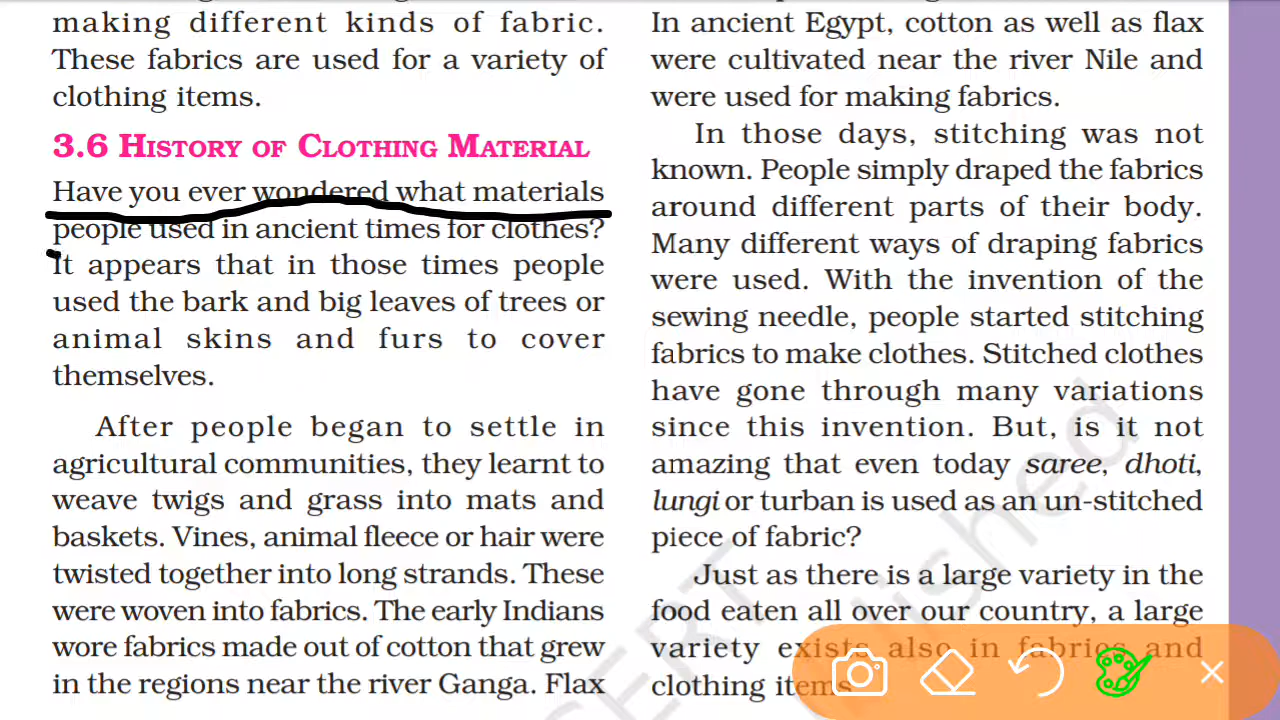 making different kinds of fabric.
These fabrics are used for a variety of
clothing items.
3.6 HISTORY OF CLOTHING MATERIAL
Have you ever wondered what materials
people used in ancient times for clothes?
It appears that in those times people
used the bark and big leaves of trees or
animal skins and furs to cover
themselves.
After people began to settle in
agricultural communities, they learnt to
weave twigs and grass into mats and
baskets. Vines, animal fleece or hair were
twisted together into long strands. These
were woven into fabrics. The early Indians
wore fabrics made out of cotton that grew
in the regions near the river Ganga. Flax
In ancient Egypt, cotton as well as flax
were cultivated near the river Nile and
were used for making fabrics.
In those days, stitching was not
known. People simply draped the fabrics
around different parts of their body.
Many different ways of draping fabrics
were used. With the invention of the
sewing needle, people started stitching
fabrics to make clothes. Stitched clothes
have gone through many variations
since this invention. But, is it not
amazing that even today saree, dhoti,
lungi or turban is used as an un-stitched
piece of fabric?
Just as there is a large variety in the
food eaten all over our country, a large
variety exists also in fabrics and
clothing items